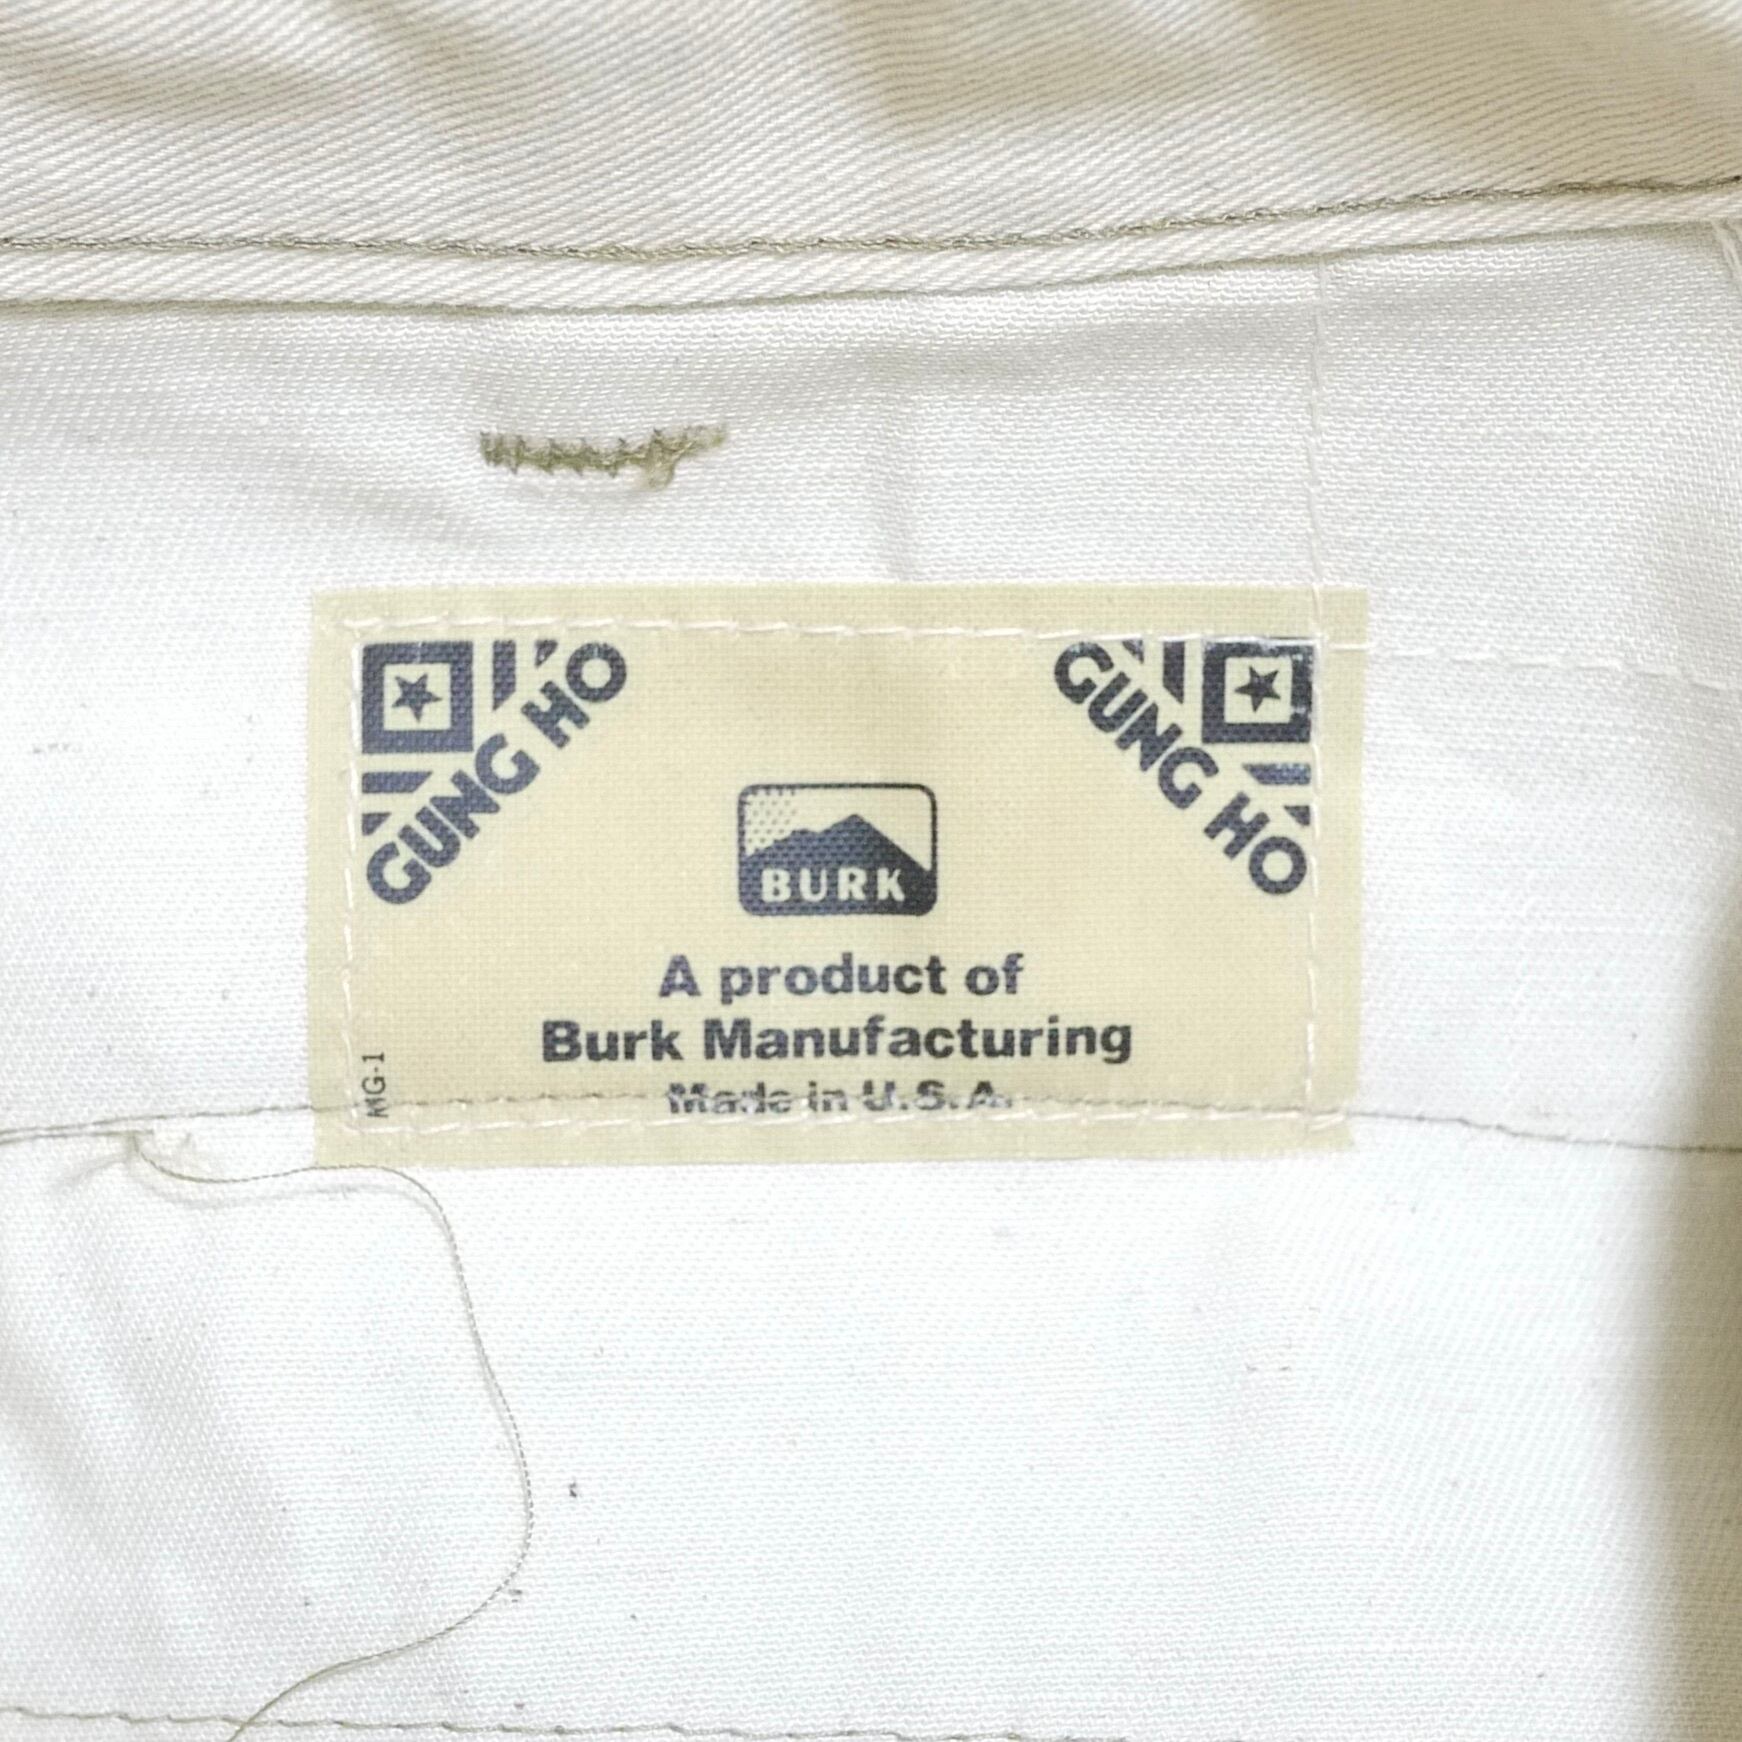 GUNG HO
GUNG HO
BURK
A product of
Burk Manufacturing
Made in U.S.A.
MG-1